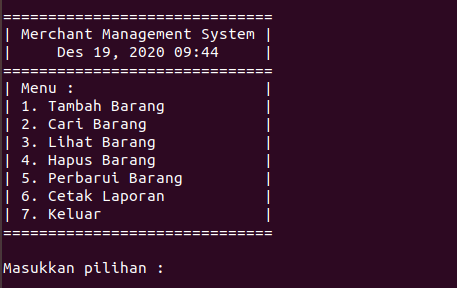 ==============================
| Merchant Management System |
|     Des 19, 2020 09:44     |
==============================
| Menu :                     |
| 1. Tambah Barang           |
| 2. Cari Barang             |
| 3. Lihat Barang            |
| 4. Hapus Barang            |
| 5. Perbarui Barang         |
| 6. Cetak Laporan           |
| 7. Keluar                  |
==============================
Masukkan pilihan :